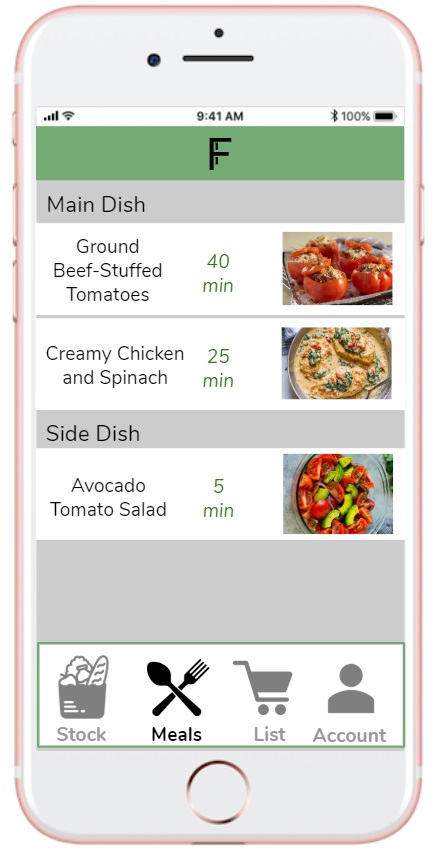 9:41 AM
100%
F
Main Dish
Ground
Beef-Stuffed
Tomatoes
40
min
Creamy Chicken
and Spinach
25
min
Side Dish
Avocado
Tomato Salad
5
min
Stock
Meals
List
Account